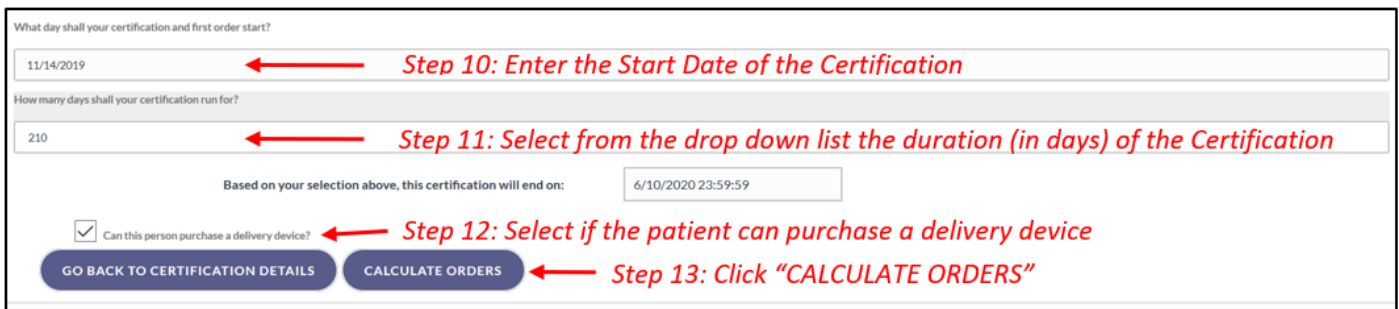 What day shall your certification and first order start?
11/14/2019 Step 10: Enter the Start Date of the Certification
How many days shall your certification run for?
210 Step 11: Select from the drop down list the duration (in days) of the Certification
Based on your selection above, this certification will end on: 6/10/2020 23:59:59
Can this person purchase a delivery device? Step 12: Select if the patient can purchase a delivery device
GO BACK TO CERTIFICATION DETAILS CALCULATE ORDERS Step 13: Click “CALCULATE ORDERS”